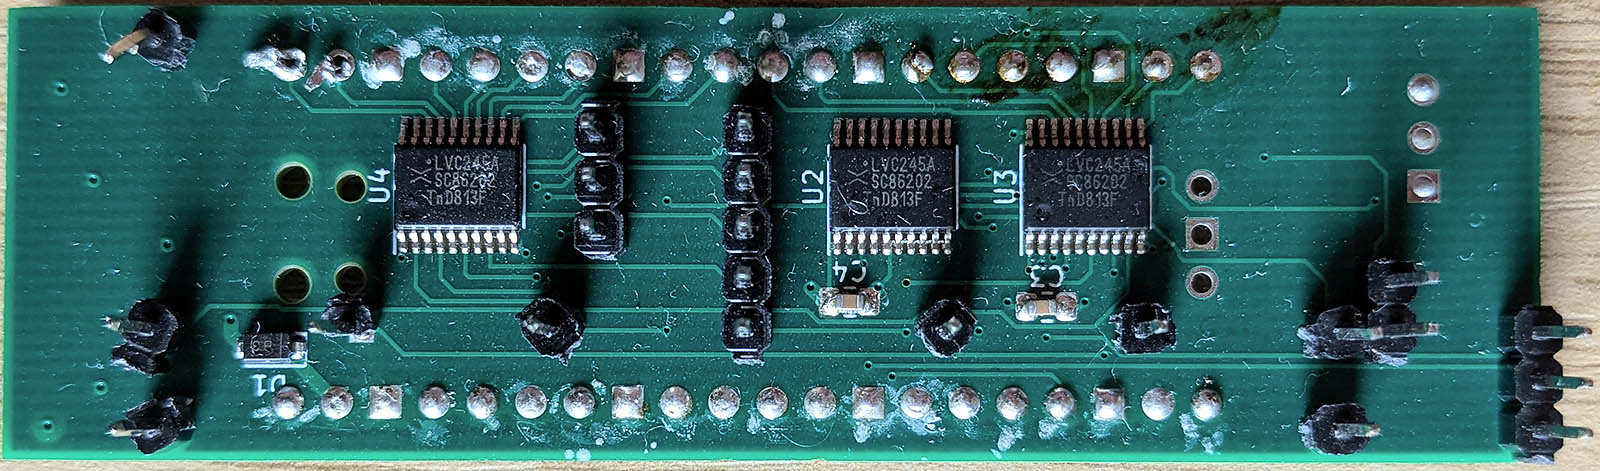 U4
LVC245A
SC86202
TnD813F
U2
LVC245A
SC86202
TnD813F
U3
LVC245A
SC86202
TnD813F
C4
C3
D1